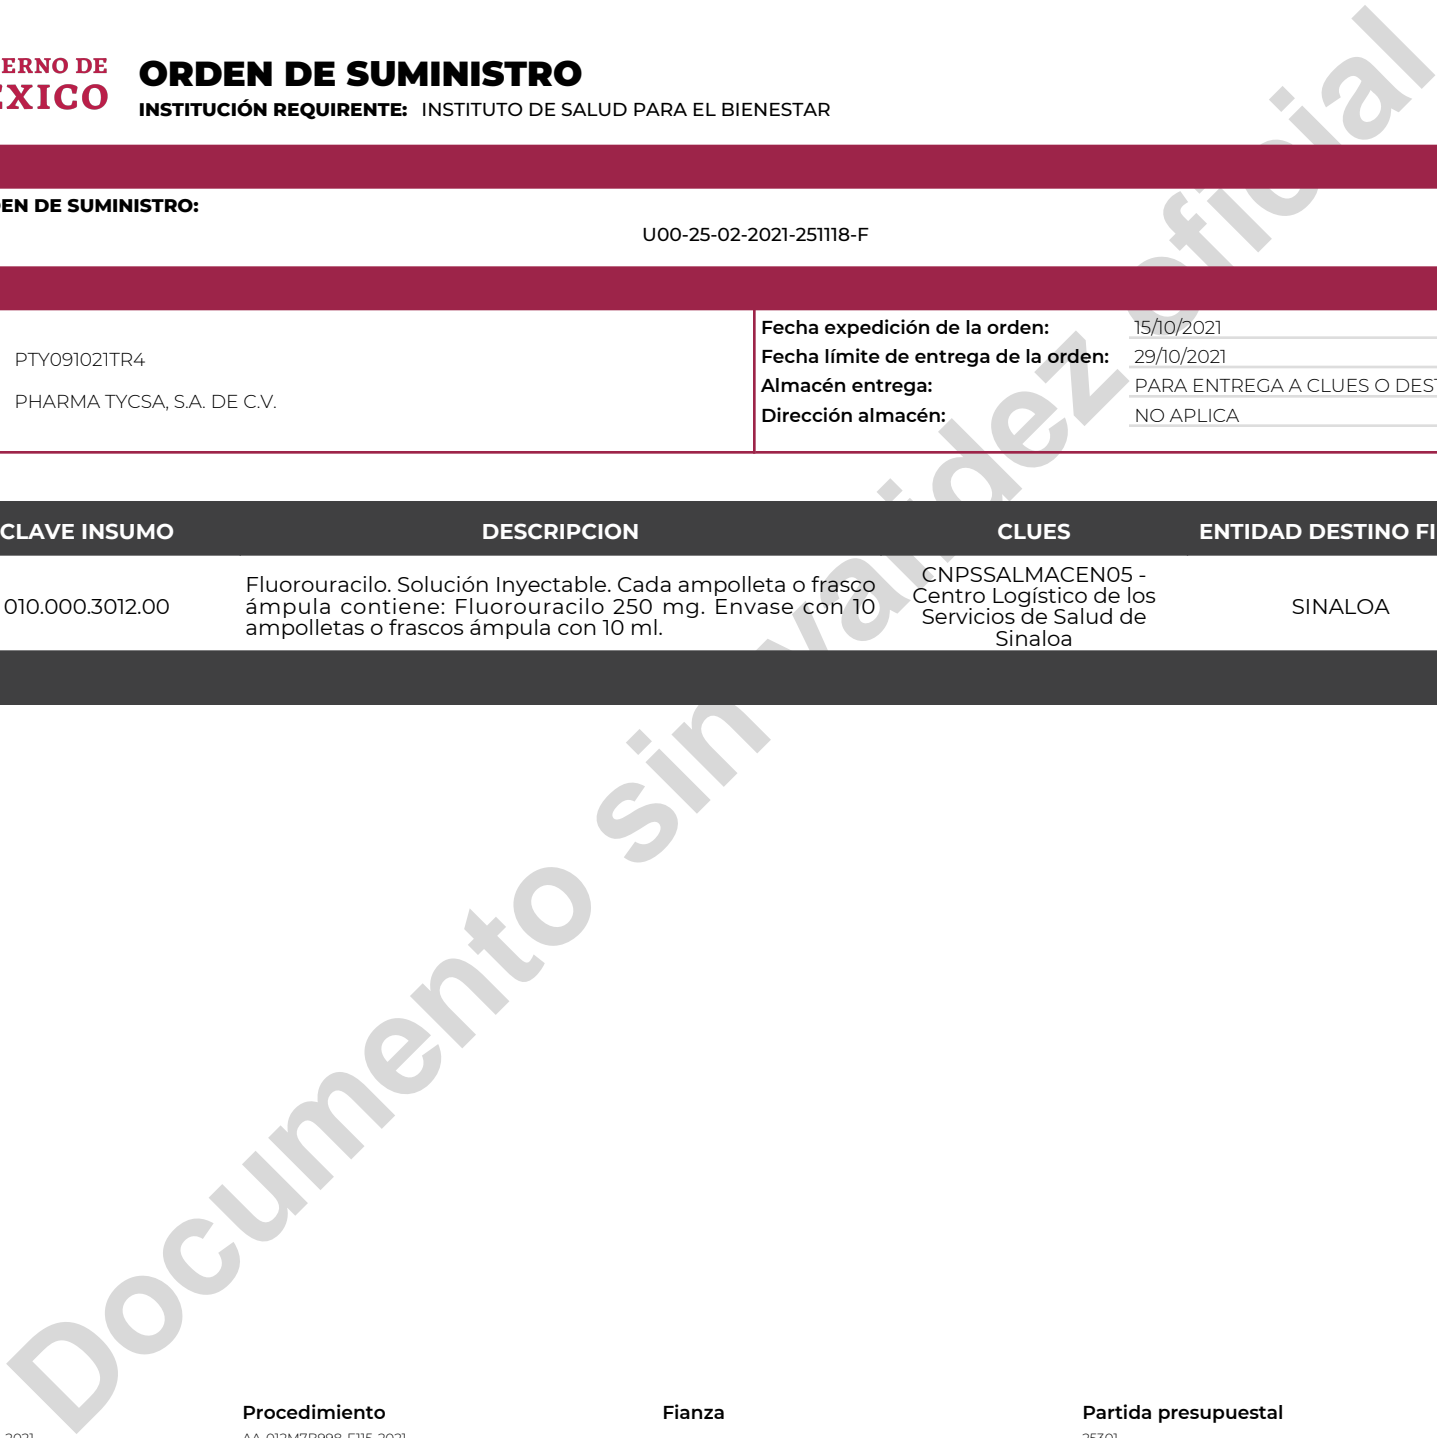 ORDEN DE SUMINISTRO
ERNO DE
EXICO
INSTITUCIÓN REQUIRENTE: INSTITUTO DE SALUD PARA EL BIENESTAR
EN DE SUMINISTRO:
U00-25-02-2021-251118-F
PTY091021TR4
PHARMA TYCSA, S.A. DE C.V.
Fecha expedición de la orden: 15/10/2021
Fecha límite de entrega de la orden: 29/10/2021
Almacén entrega: PARA ENTREGA A CLUES O DEST
Dirección almacén: NO APLICA
CLAVE INSUMO DESCRIPCION CLUES ENTIDAD DESTINO FI
010.000.3012.00
Fluorouracilo. Solución Inyectable. Cada ampolleta o frasco
ámpula contiene: Fluorouracilo 250 mg. Envase con 10
ampolletas o frascos ámpula con 10 ml.
CNPSSALMACEN05 -
Centro Logístico de los
Servicios de Salud de
Sinaloa
SINALOA
Documento sin validez oficial
Procedimiento Fianza Partida presupuestal